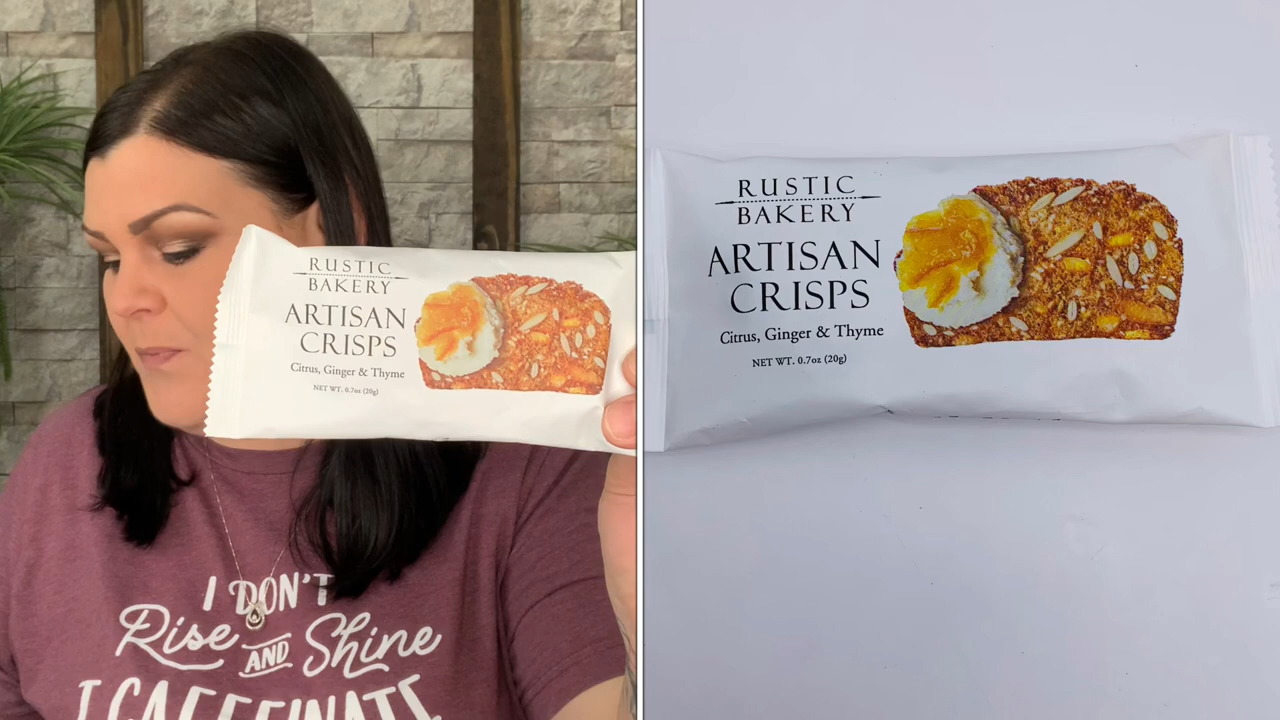 RUSTIC
BAKERY
ARTISAN
CRISPS
Citrus, Ginger & Thyme
NET WT. 0.7oz (20g)
I DON'T
Rise AND Shine
I CAFFEINATE
RUSTIC
BAKERY
ARTISAN
CRISPS
Citrus, Ginger & Thyme
NET WT. 0.7oz (20g)